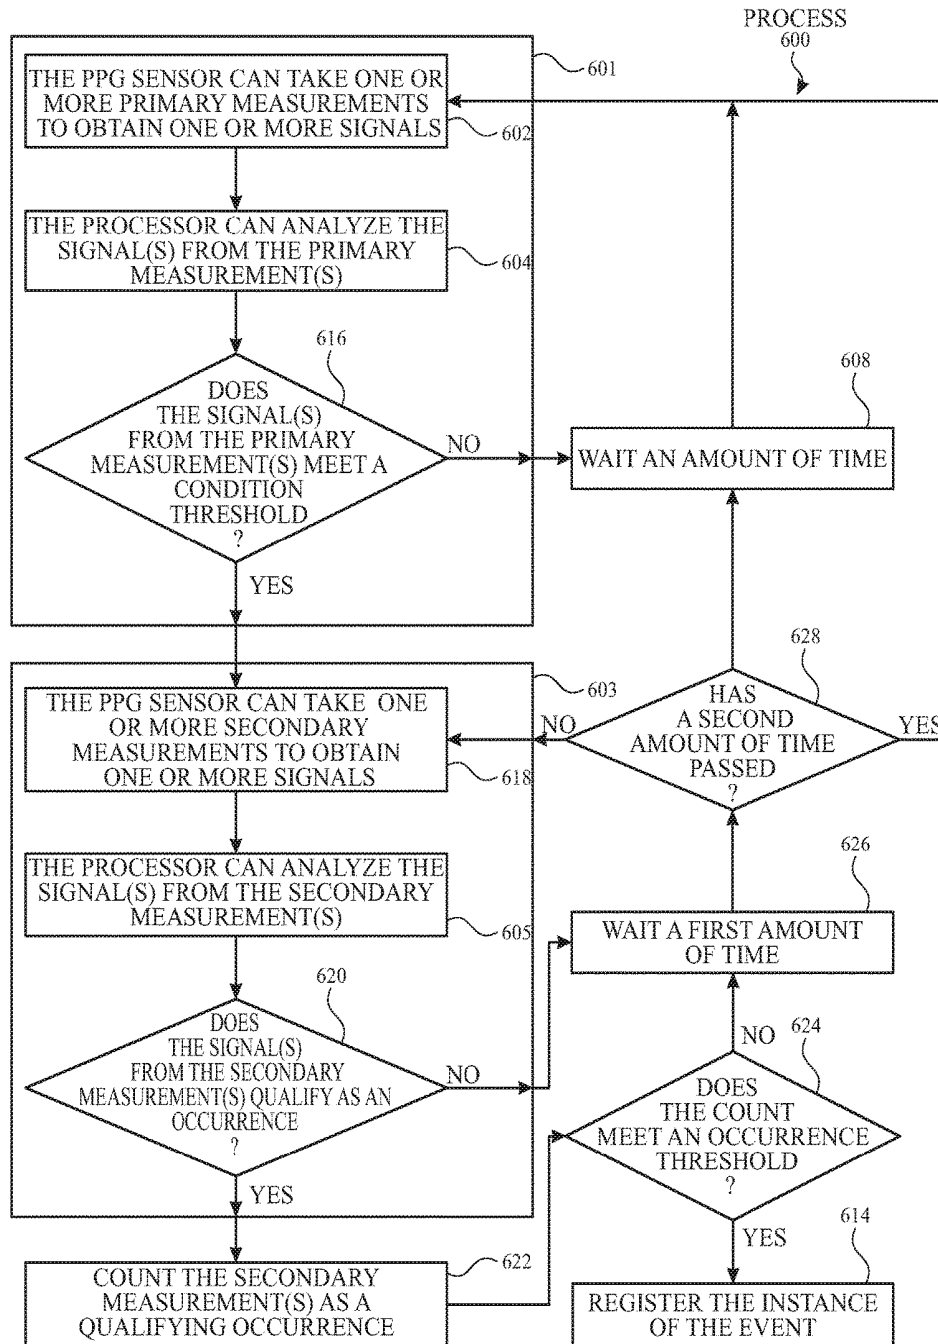 PROCESS
600
601
THE PPG SENSOR CAN TAKE ONE OR
MORE PRIMARY MEASUREMENTS
TO OBTAIN ONE OR MORE SIGNALS
602
THE PROCESSOR CAN ANALYZE THE
SIGNAL(S) FROM THE PRIMARY
MEASUREMENT(S)
604
616
DOES
THE SIGNAL(S)
FROM THE PRIMARY
MEASUREMENT(S) MEET A
CONDITION
THRESHOLD
?
NO
YES
608
WAIT AN AMOUNT OF TIME
603
THE PPG SENSOR CAN TAKE ONE
OR MORE SECONDARY
MEASUREMENTS TO OBTAIN
ONE OR MORE SIGNALS
618
628
HAS
A SECOND
AMOUNT OF TIME
PASSED
?
NO
YES
THE PROCESSOR CAN ANALYZE THE
SIGNAL(S) FROM THE SECONDARY
MEASUREMENT(S)
605
626
WAIT A FIRST AMOUNT
OF TIME
620
DOES
THE SIGNAL(S)
FROM THE SECONDARY
MEASUREMENT(S) QUALIFY AS AN
OCCURRENCE
?
NO
YES
NO
624
DOES
THE COUNT
MEET AN OCCURRENCE
THRESHOLD
?
YES
622
COUNT THE SECONDARY
MEASUREMENT(S) AS A
QUALIFYING OCCURRENCE
614
REGISTER THE INSTANCE
OF THE EVENT